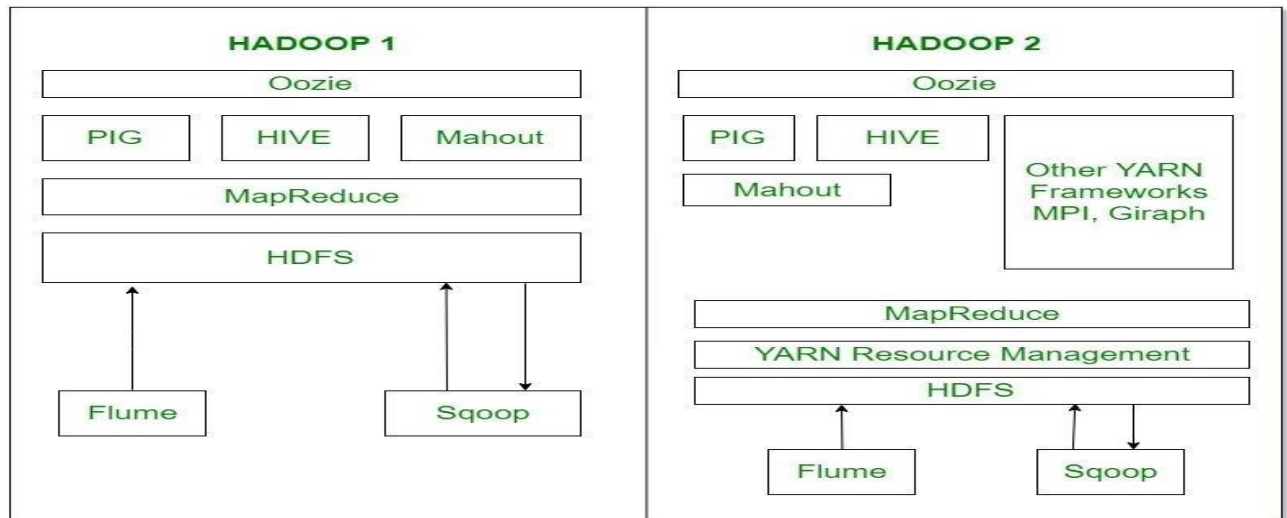 HADOOP 1
Oozie
PIG
HIVE
Mahout
MapReduce
HDFS
Flume
Sqoop
HADOOP 2
Oozie
PIG
HIVE
Other YARN
Frameworks
MPI, Giraph
Mahout
MapReduce
YARN Resource Management
HDFS
Flume
Sqoop